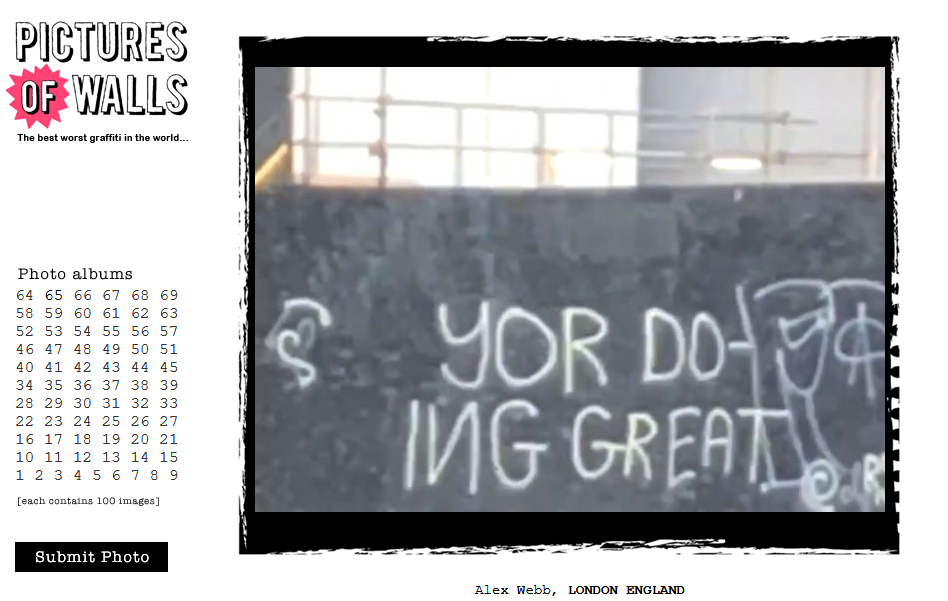 PICTURES
OF WALLS
The best worst graffiti in the world...
Photo albums
64 65 66 67 68 69
58 59 60 61 62 63
52 53 54 55 56 57
46 47 48 49 50 51
40 41 42 43 44 45
34 35 36 37 38 39
28 29 30 31 32 33
22 23 24 25 26 27
16 17 18 19 20 21
10 11 12 13 14 15
1 2 3 4 5 6 7 8 9
[each contains 100 images]
Submit Photo
YOR DO-
ING GREAT
Alex Webb, LONDON ENGLAND